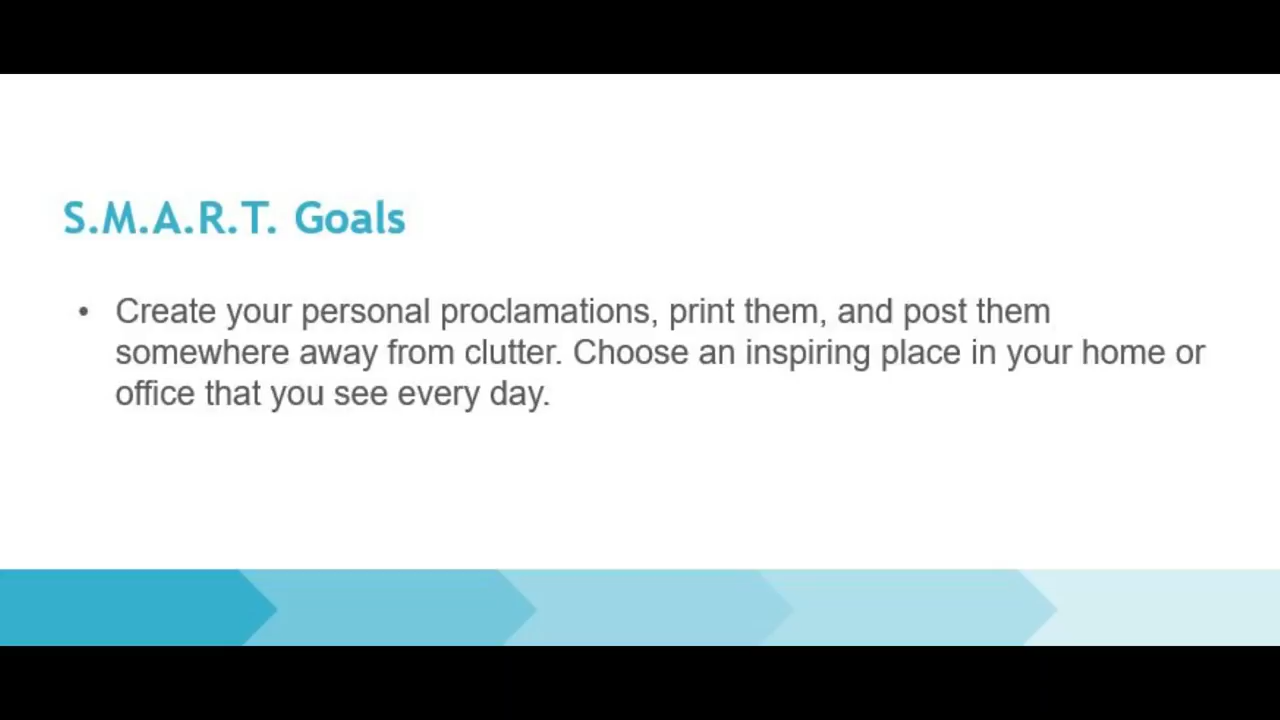 S.M.A.R.T. Goals
• Create your personal proclamations, print them, and post them
somewhere away from clutter. Choose an inspiring place in your home or
office that you see every day.